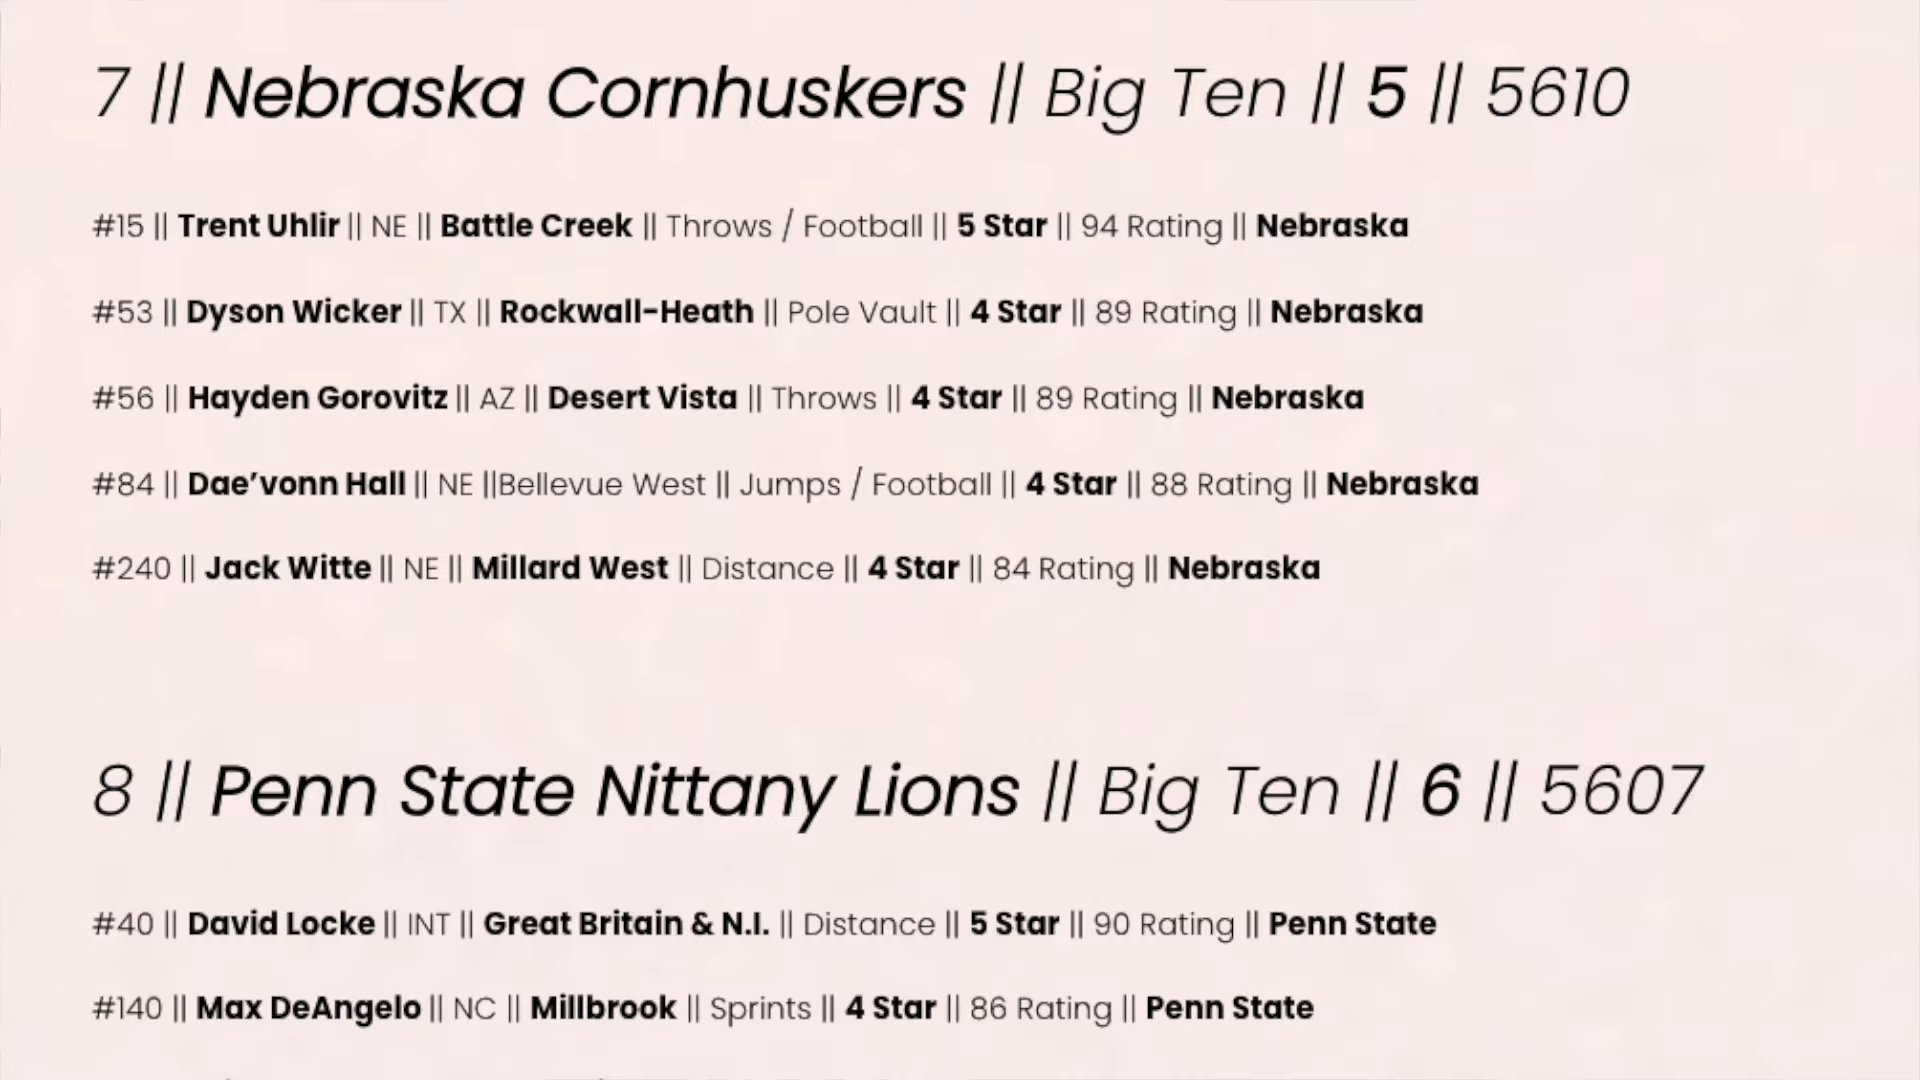 7 || Nebraska Cornhuskers || Big Ten || 5 || 5610
#15 || Trent Uhlir || NE || Battle Creek || Throws / Football || 5 Star || 94 Rating || Nebraska
#53 || Dyson Wicker || TX || Rockwall-Heath || Pole Vault || 4 Star || 89 Rating || Nebraska
#56 || Hayden Gorovitz || AZ || Desert Vista || Throws || 4 Star || 89 Rating || Nebraska
#84 || Dae’vonn Hall || NE ||Bellevue West || Jumps / Football || 4 Star || 88 Rating || Nebraska
#240 || Jack Witte || NE || Millard West || Distance || 4 Star || 84 Rating || Nebraska
8 || Penn State Nittany Lions || Big Ten || 6 || 5607
#40 || David Locke || INT || Great Britain & N.I. || Distance || 5 Star || 90 Rating || Penn State
#140 || Max DeAngelo || NC || Millbrook || Sprints || 4 Star || 86 Rating || Penn State